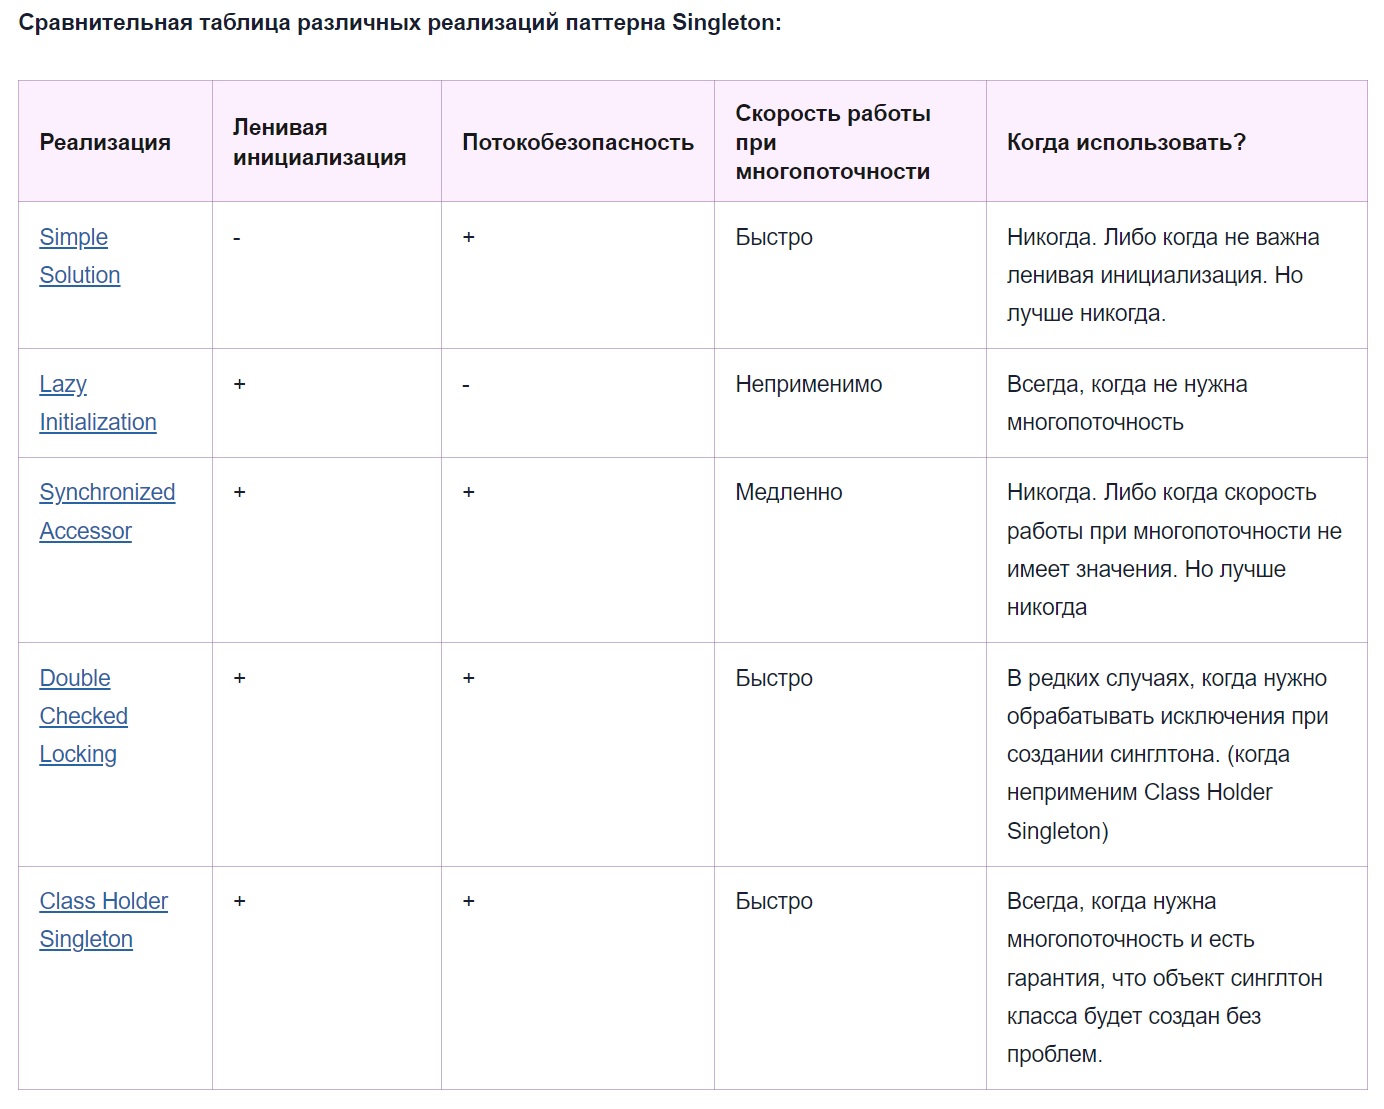 Сравнительная таблица различных реализаций паттерна Singleton:
Реализация
Ленивая
инициализация
Потокобезопасность
Скорость работы
при
многопоточности
Когда использовать?
Simple
Solution
-
+
Быстро
Никогда. Либо когда не важна
ленивая инициализация. Но
лучше никогда.
Lazy
Initialization
+
-
Неприменимо
Всегда, когда не нужна
многопоточность
Synchronized
Accessor
+
+
Медленно
Никогда. Либо когда скорость
работы при многопоточности не
имеет значения. Но лучше
никогда
Double
Checked
Locking
+
+
Быстро
В редких случаях, когда нужно
обрабатывать исключения при
создании синглтона. (когда
неприменим Class Holder
Singleton)
Class Holder
Singleton
+
+
Быстро
Всегда, когда нужна
многопоточность и есть
гарантия, что объект синглтон
класса будет создан без
проблем.